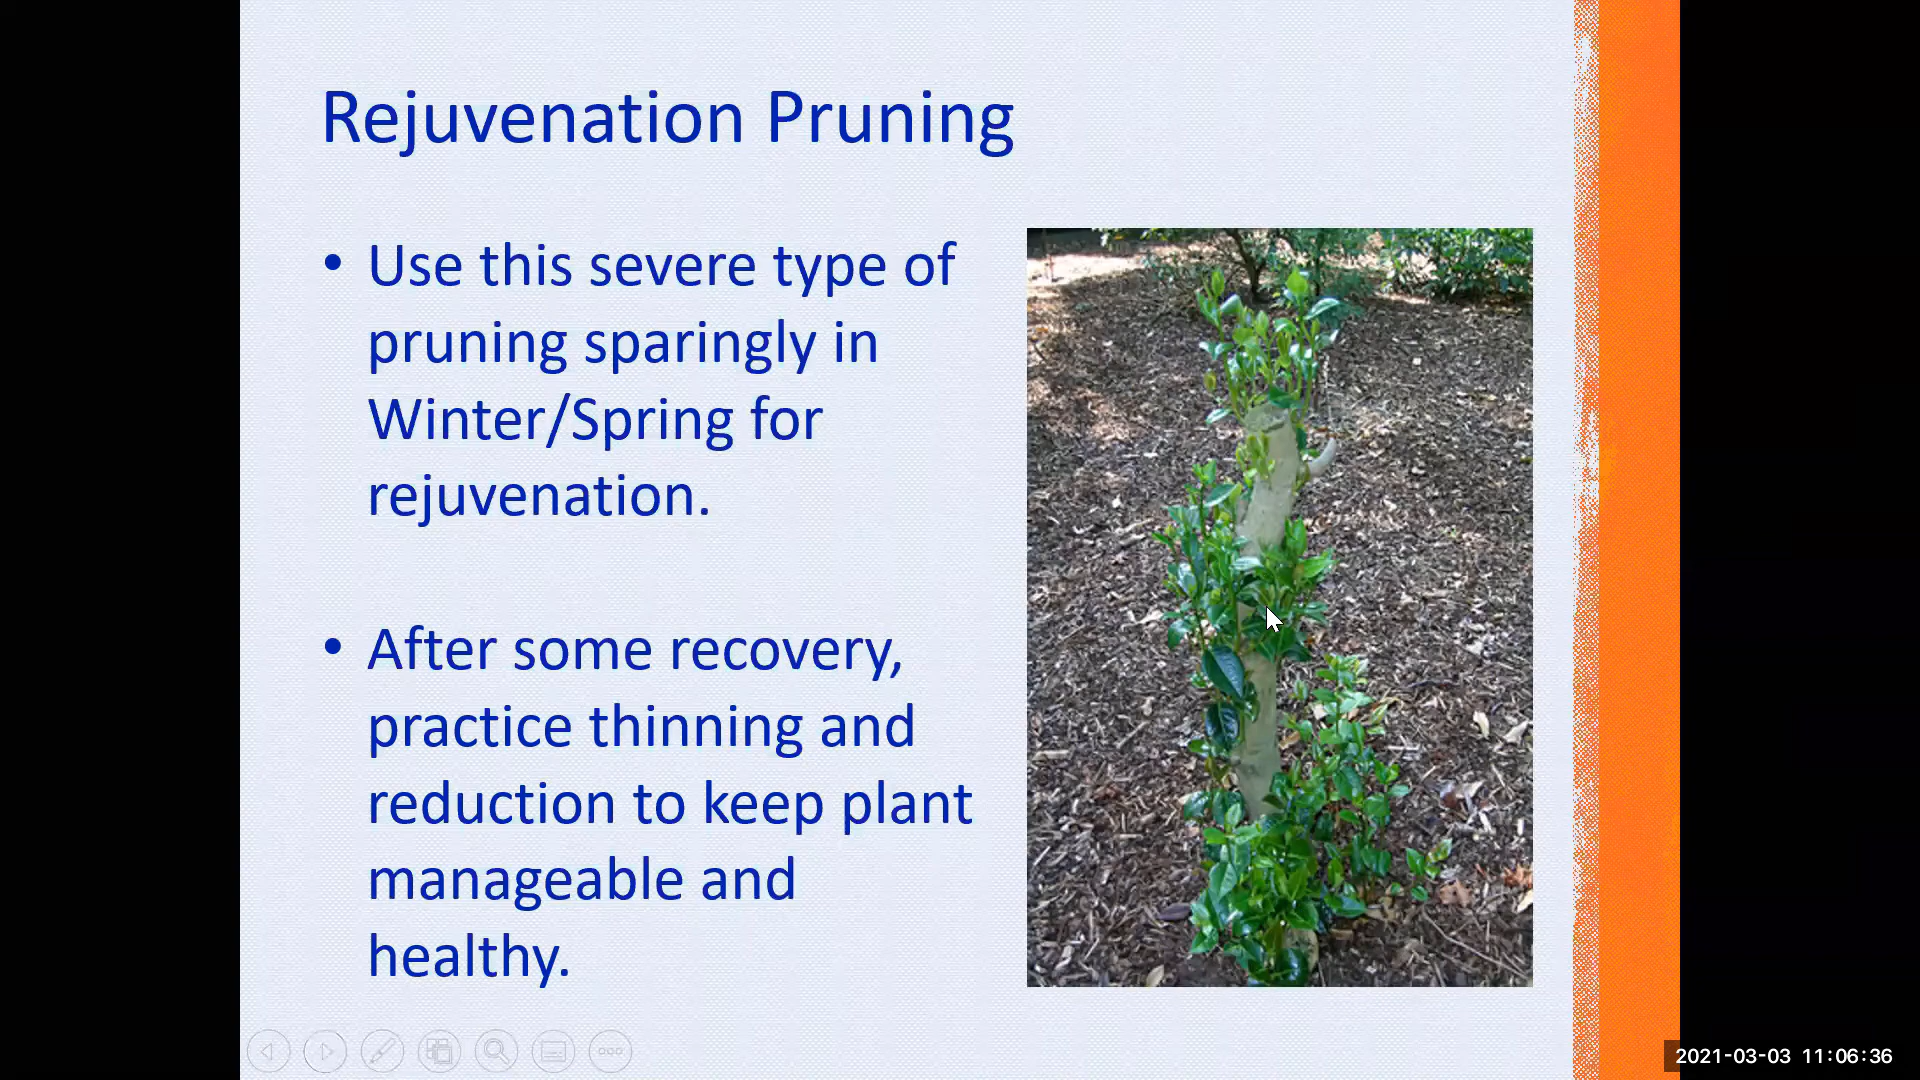 Rejuvenation Pruning
• Use this severe type of
pruning sparingly in
Winter/Spring for
rejuvenation.
• After some recovery,
practice thinning and
reduction to keep plant
manageable and
healthy.
2021-03-03 11:06:36